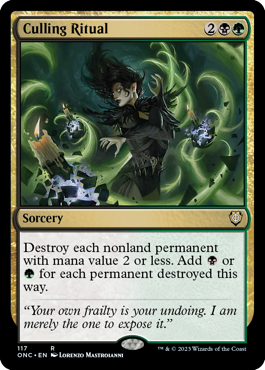 Culling Ritual 2
Sorcery
Destroy each nonland permanent
with mana value 2 or less. Add or
for each permanent destroyed this
way.
“Your own frailty is your undoing. I am
merely the one to expose it.”
117 R
ONC • EN LORENZO MASTROIANNI
™ & © 2023 Wizards of the Coast